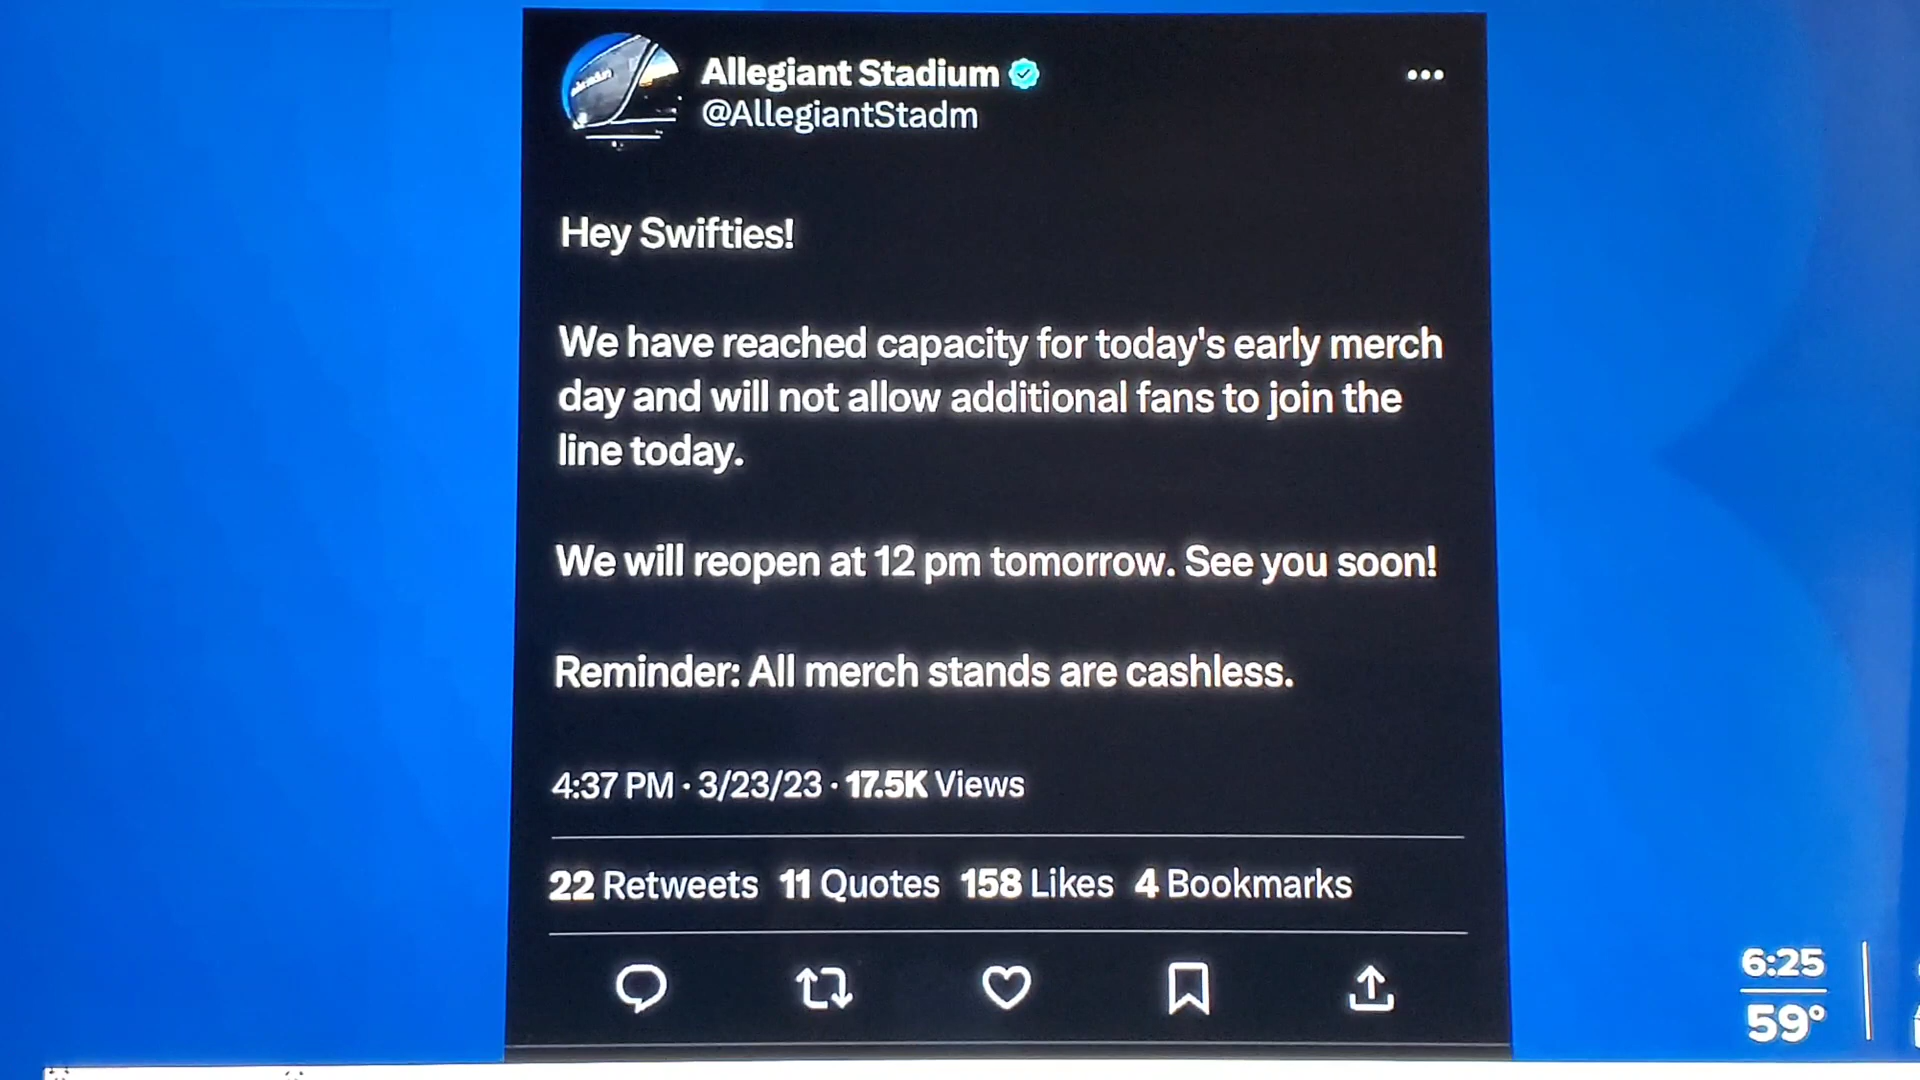 Allegiant Stadium
@AllegiantStadm
Hey Swifties!
We have reached capacity for today's early merch
day and will not allow additional fans to join the
line today.
We will reopen at 12 pm tomorrow. See you soon!
Reminder: All merch stands are cashless.
4:37 PM · 3/23/23 · 17.5K Views
22 Retweets 11 Quotes 158 Likes 4 Bookmarks
6:25
59°